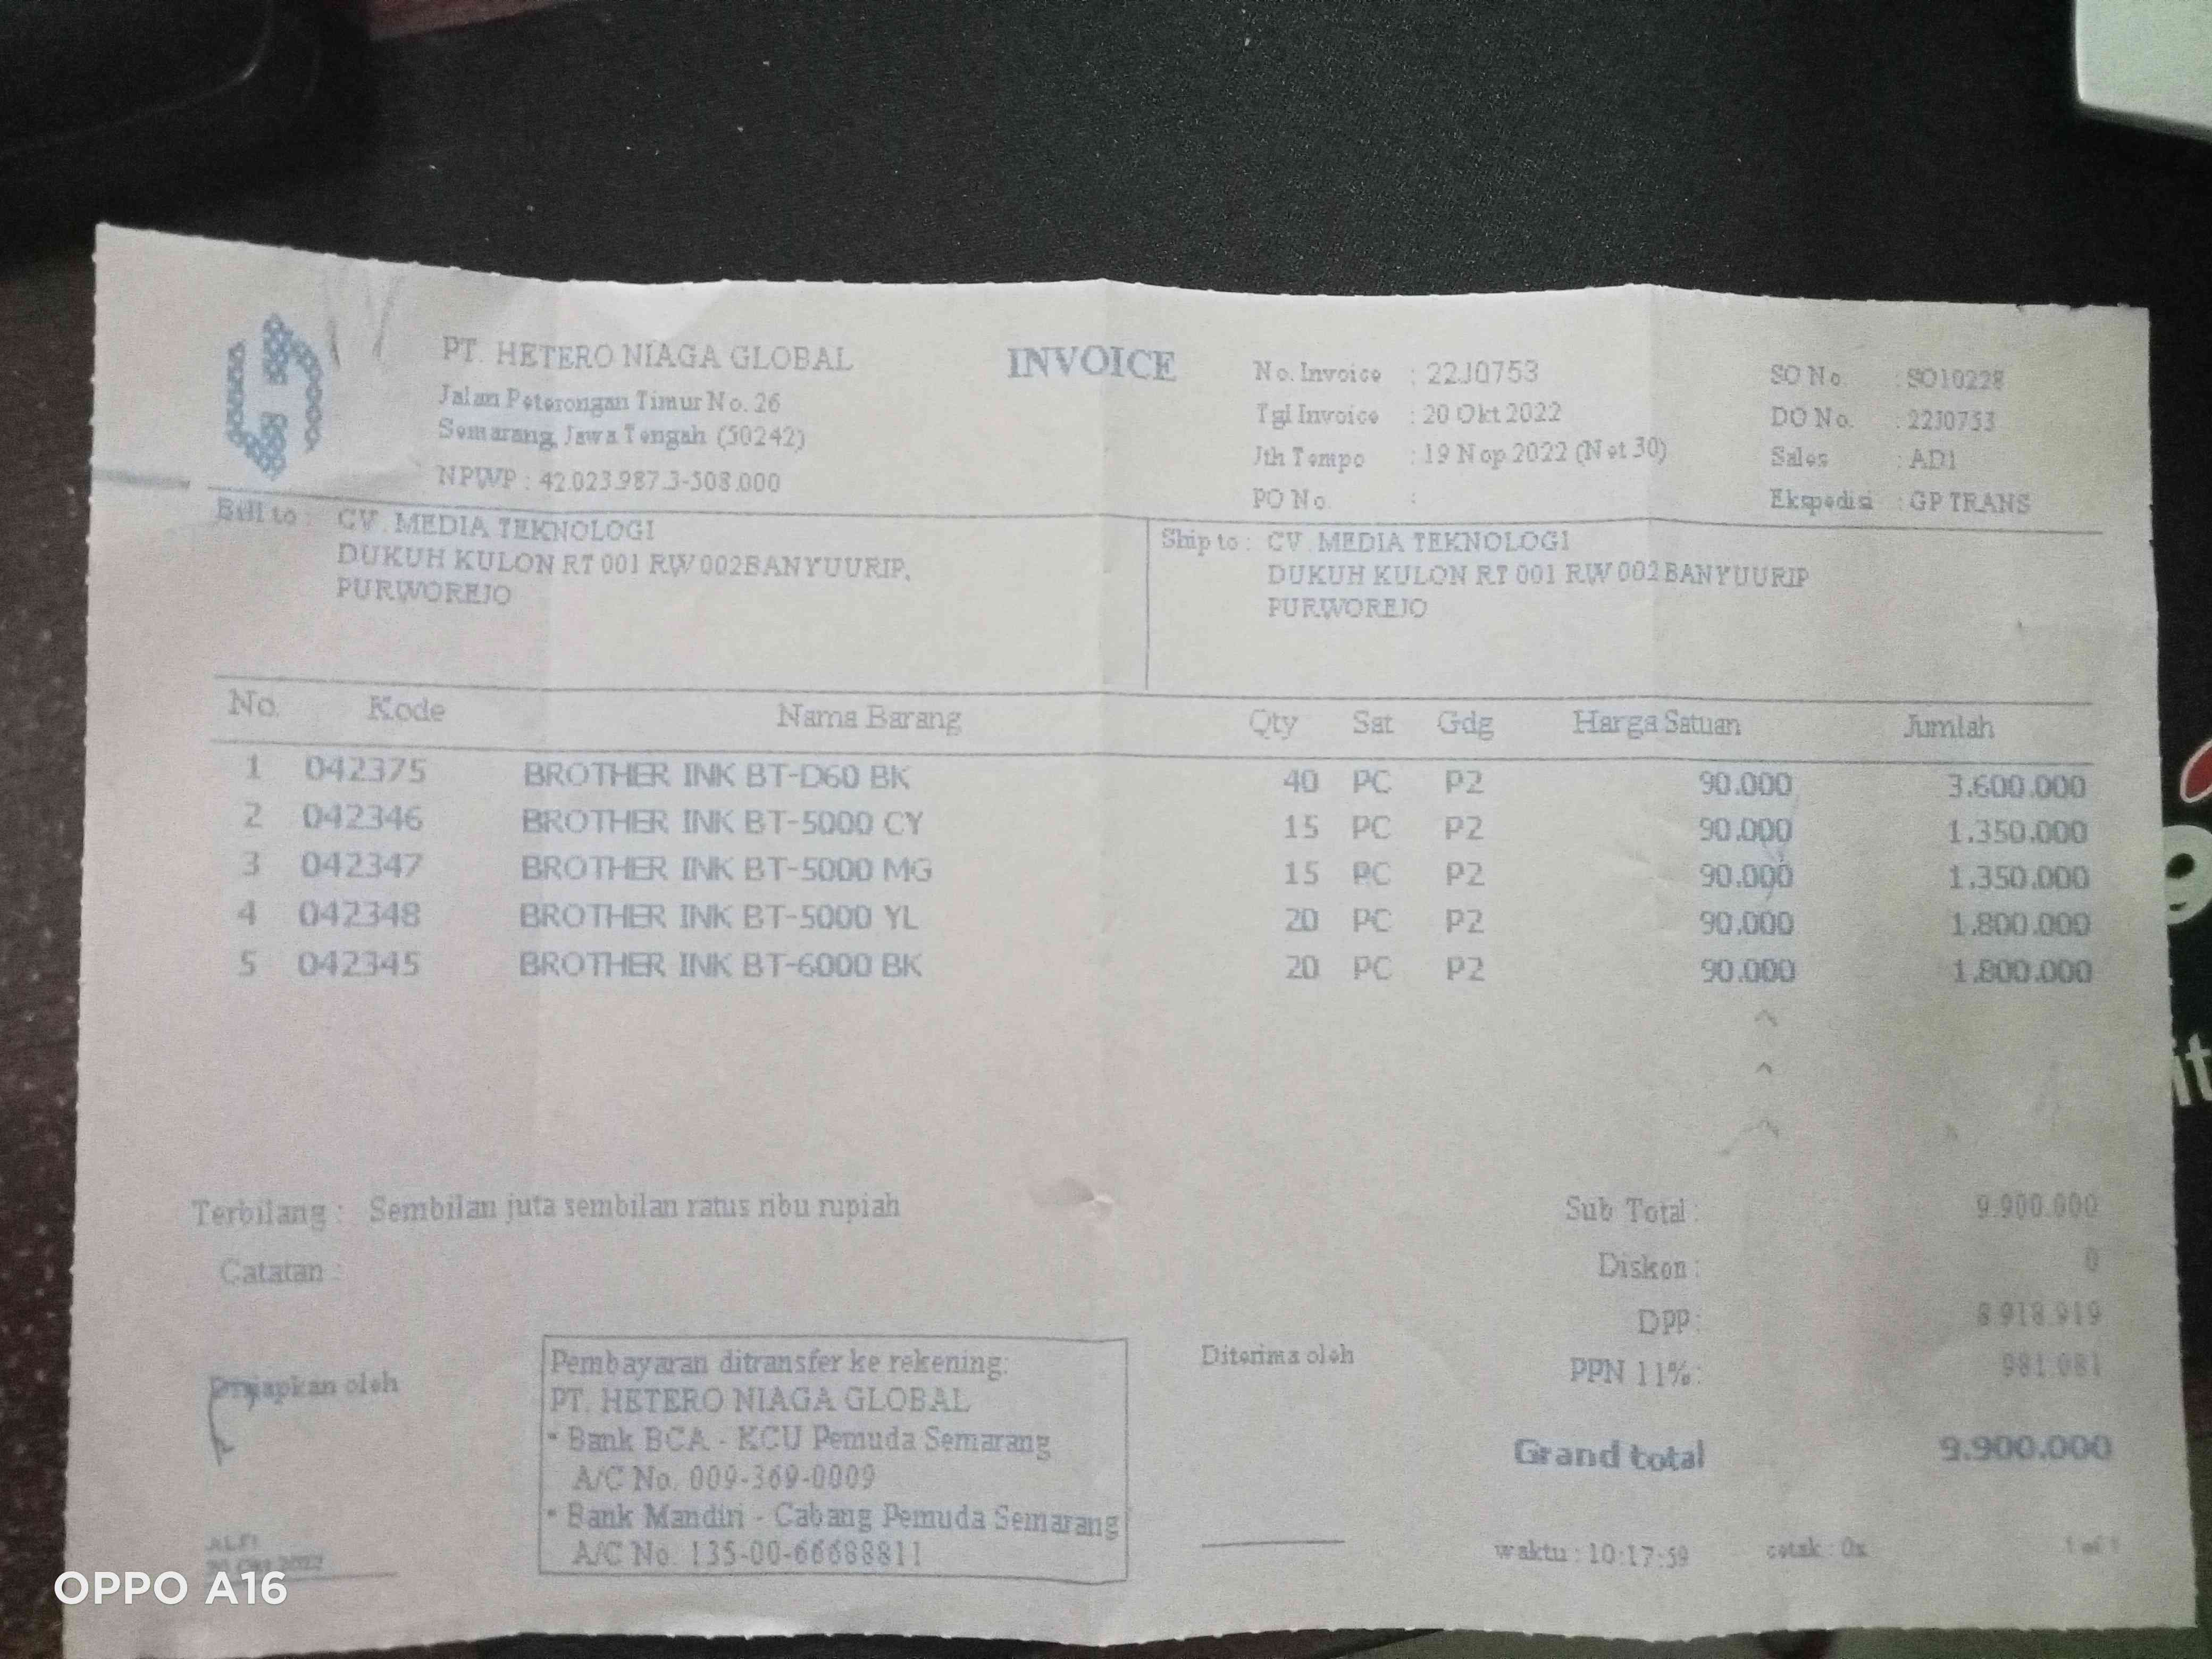 PT. HETERO NIAGA GLOBAL
Jalan Peterongan Timur No. 26
Semarang, Jawa Tengah (50242)
NPWP : 42.023.987.3-508.000
INVOICE
No. Invoice : 22J0753
Tgl Invoice : 20 Okt 2022
Jth Tempo : 19 Nop 2022 (Net 30)
PO No. :
SO No. : SO10228
DO No. : 22J0753
Sales : AD1
Ekspedisi : GP TRANS
Bill to : CV. MEDIA TEKNOLOGI
DUKUH KULON RT 001 RW 002BANYUURIP,
PURWOREJO
Ship to : CV. MEDIA TEKNOLOGI
DUKUH KULON RT 001 RW 002BANYUURIP
PURWOREJO
No. Kode Nama Barang Qty Sat Gdg Harga Satuan Jumlah
1 042375 BROTHER INK BT-D60 BK 40 PC P2 90.000 3.600.000
2 042346 BROTHER INK BT-5000 CY 15 PC P2 90.000 1.350.000
3 042347 BROTHER INK BT-5000 MG 15 PC P2 90.000 1.350.000
4 042348 BROTHER INK BT-5000 YL 20 PC P2 90.000 1.800.000
5 042345 BROTHER INK BT-6000 BK 20 PC P2 90.000 1.800.000
Terbilang : Sembilan juta sembilan ratus ribu rupiah
Catatan :
Sub Total : 9.900.000
Diskon : 0
DPP : 8.918.919
PPN 11% : 981.081
Grand total 9.900.000
Disiapkan oleh
Pembayaran ditransfer ke rekening:
PT. HETERO NIAGA GLOBAL
* Bank BCA - KCU Pemuda Semarang
A/C No. 009-369-0009
* Bank Mandiri - Cabang Pemuda Semarang
A/C No. 135-00-66688811
Diterima oleh
ALFI
20 Okt 2022
waktu : 10:17:59 cetak : 0x 1 of 1
OPPO A16